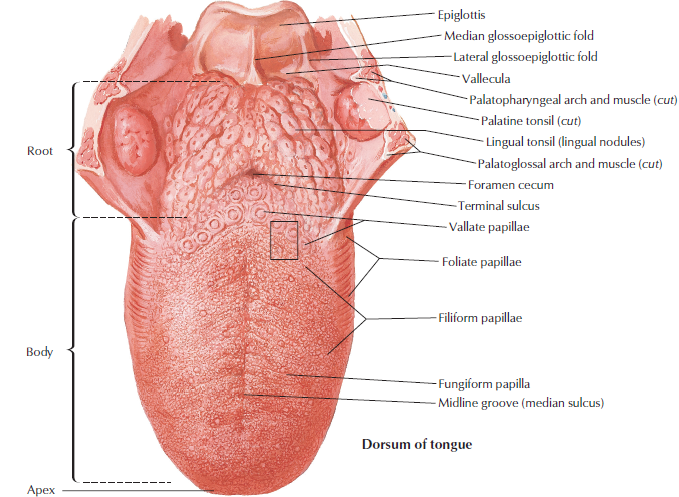 Epiglottis
Median glossoepiglottic fold
Lateral glossoepiglottic fold
Vallecula
Palatopharyngeal arch and muscle (cut)
Palatine tonsil (cut)
Lingual tonsil (lingual nodules)
Root
Palatoglossal arch and muscle (cut)
Foramen cecum
Terminal sulcus
Vallate papillae
Foliate papillae
Filiform papillae
Body
Fungiform papilla
Midline groove (median sulcus)
Dorsum of tongue
Apex